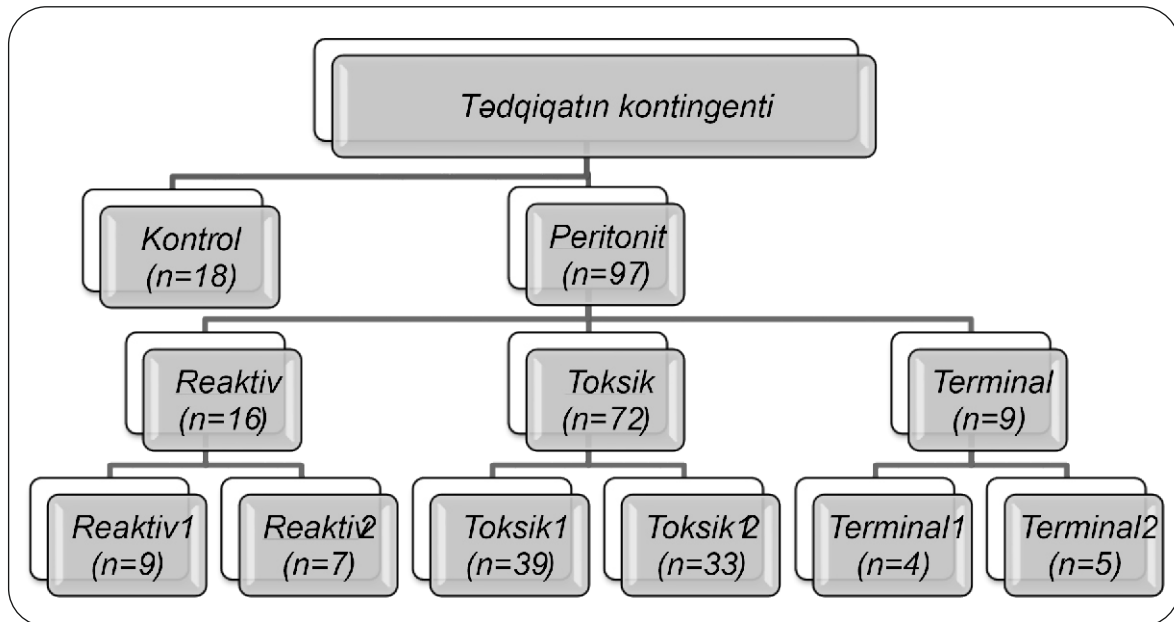 Tədqiqatın kontingenti
Kontrol
(n=18)
Peritonit
(n=97)
Reaktiv
(n=16)
Toksik
(n=72)
Terminal
(n=9)
Reaktiv1
(n=9)
Reaktiv2
(n=7)
Toksik1
(n=39)
Toksik12
(n=33)
Terminal1
(n=4)
Terminal2
(n=5)